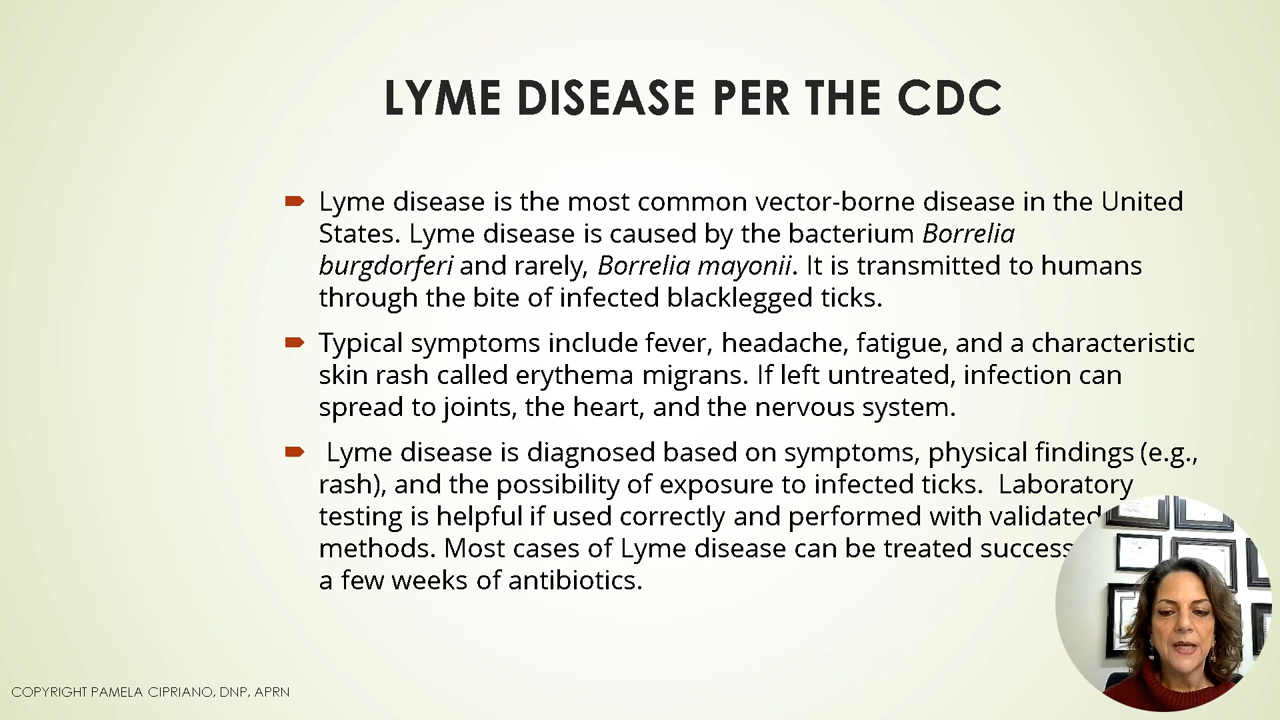 LYME DISEASE PER THE CDC
Lyme disease is the most common vector-borne disease in the United
States. Lyme disease is caused by the bacterium Borrelia
burgdorferi and rarely, Borrelia mayonii. It is transmitted to humans
through the bite of infected blacklegged ticks.
Typical symptoms include fever, headache, fatigue, and a characteristic
skin rash called erythema migrans. If left untreated, infection can
spread to joints, the heart, and the nervous system.
Lyme disease is diagnosed based on symptoms, physical findings (e.g.,
rash), and the possibility of exposure to infected ticks.  Laboratory
testing is helpful if used correctly and performed with validated
methods. Most cases of Lyme disease can be treated success
a few weeks of antibiotics.
COPYRIGHT PAMELA CIPRIANO, DNP, APRN